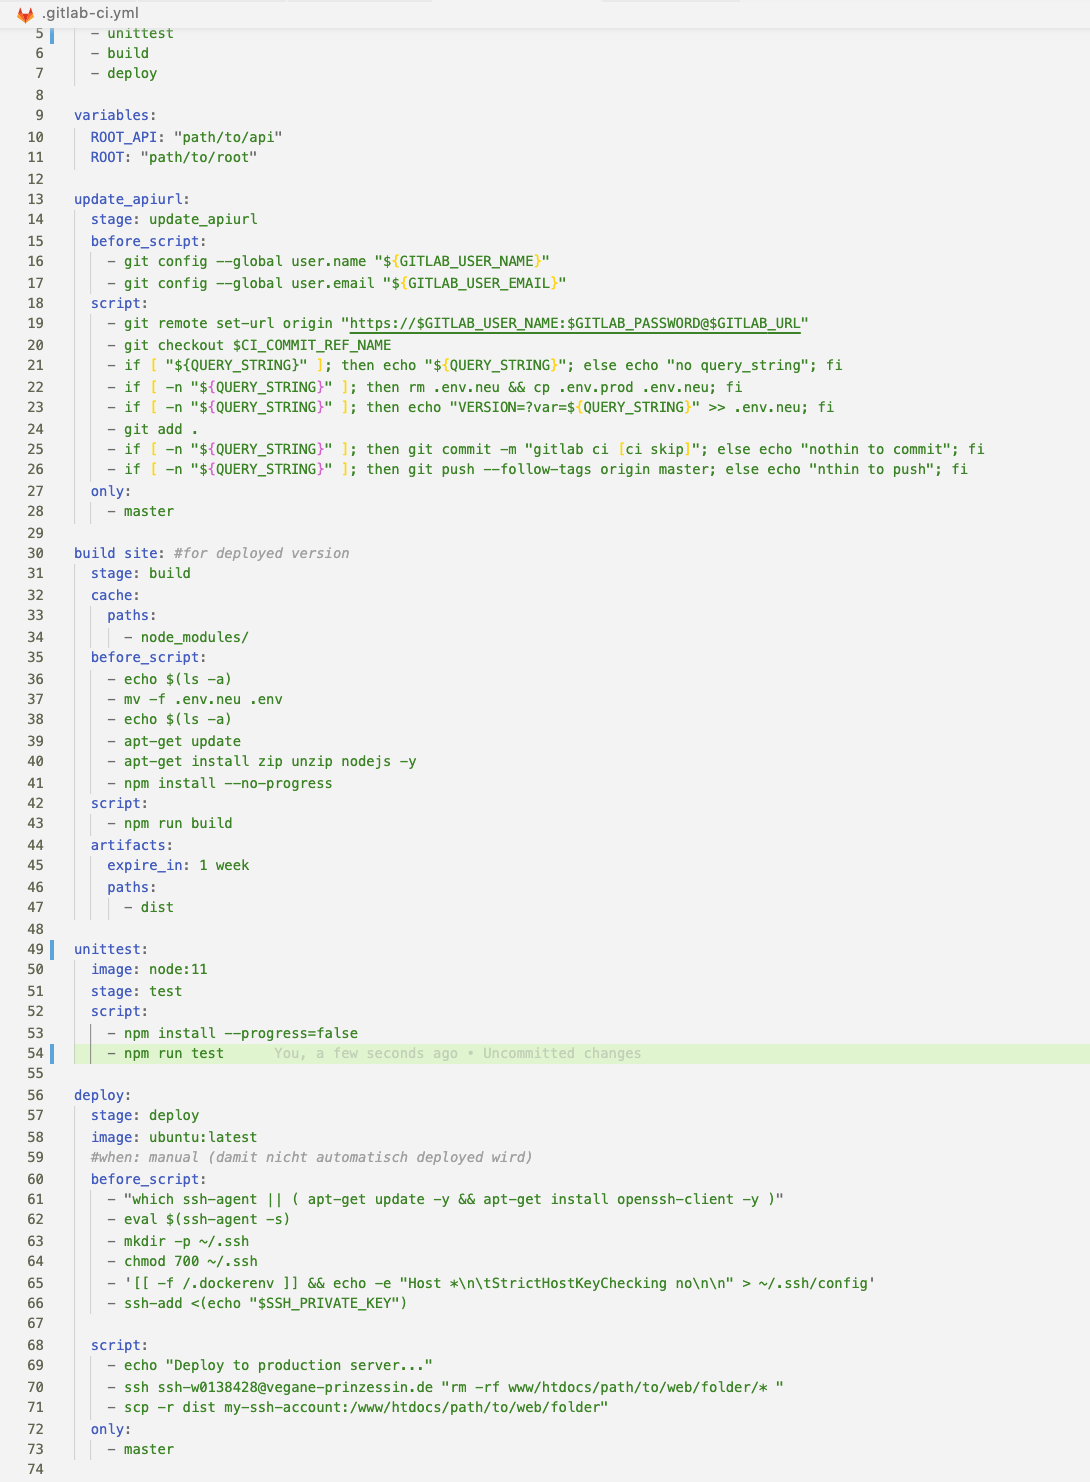 .gitlab-ci.yml
5 - unittest
6 - build
7 - deploy
8
9 variables:
10 ROOT_API: "path/to/api"
11 ROOT: "path/to/root"
12
13 update_apiurl:
14 stage: update_apiurl
15 before_script:
16 - git config --global user.name "${GITLAB_USER_NAME}"
17 - git config --global user.email "${GITLAB_USER_EMAIL}"
18 script:
19 - git remote set-url origin "https://$GITLAB_USER_NAME:$GITLAB_PASSWORD@$GITLAB_URL"
20 - git checkout $CI_COMMIT_REF_NAME
21 - if [ "${QUERY_STRING}" ]; then echo "${QUERY_STRING}"; else echo "no query_string"; fi
22 - if [ -n "${QUERY_STRING}" ]; then rm .env.neu && cp .env.prod .env.neu; fi
23 - if [ -n "${QUERY_STRING}" ]; then echo "VERSION=?var=${QUERY_STRING}" >> .env.neu; fi
24 - git add .
25 - if [ -n "${QUERY_STRING}" ]; then git commit -m "gitlab ci [ci skip]"; else echo "nothin to commit"; fi
26 - if [ -n "${QUERY_STRING}" ]; then git push --follow-tags origin master; else echo "nthin to push"; fi
27 only:
28 - master
29
30 build site: #for deployed version
31 stage: build
32 cache:
33 paths:
34 - node_modules/
35 before_script:
36 - echo $(ls -a)
37 - mv -f .env.neu .env
38 - echo $(ls -a)
39 - apt-get update
40 - apt-get install zip unzip nodejs -y
41 - npm install --no-progress
42 script:
43 - npm run build
44 artifacts:
45 expire_in: 1 week
46 paths:
47 - dist
48
49 unittest:
50 image: node:11
51 stage: test
52 script:
53 - npm install --progress=false
54 - npm run test You, a few seconds ago • Uncommitted changes
55
56 deploy:
57 stage: deploy
58 image: ubuntu:latest
59 #when: manual (damit nicht automatisch deployed wird)
60 before_script:
61 - "which ssh-agent || ( apt-get update -y && apt-get install openssh-client -y )"
62 - eval $(ssh-agent -s)
63 - mkdir -p ~/.ssh
64 - chmod 700 ~/.ssh
65 - '[[ -f /.dockerenv ]] && echo -e "Host *\n\tStrictHostKeyChecking no\n\n" > ~/.ssh/config'
66 - ssh-add <(echo "$SSH_PRIVATE_KEY")
67
68 script:
69 - echo "Deploy to production server..."
70 - ssh ssh-w0138428@vegane-prinzessin.de "rm -rf www/htdocs/path/to/web/folder/* "
71 - scp -r dist my-ssh-account:/www/htdocs/path/to/web/folder"
72 only:
73 - master
74